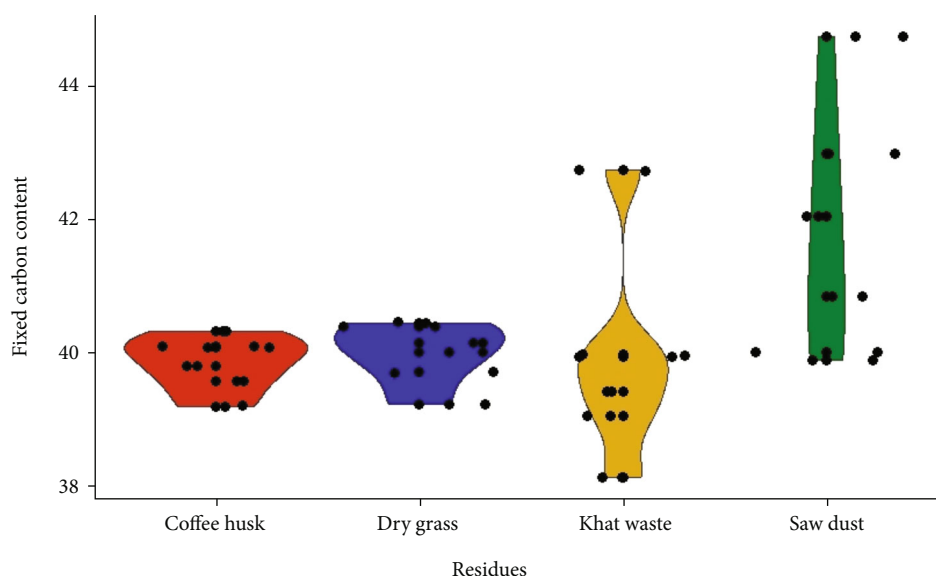 Fixed carbon content
44
42
40
38
Coffee husk
Dry grass
Khat waste
Saw dust
Residues